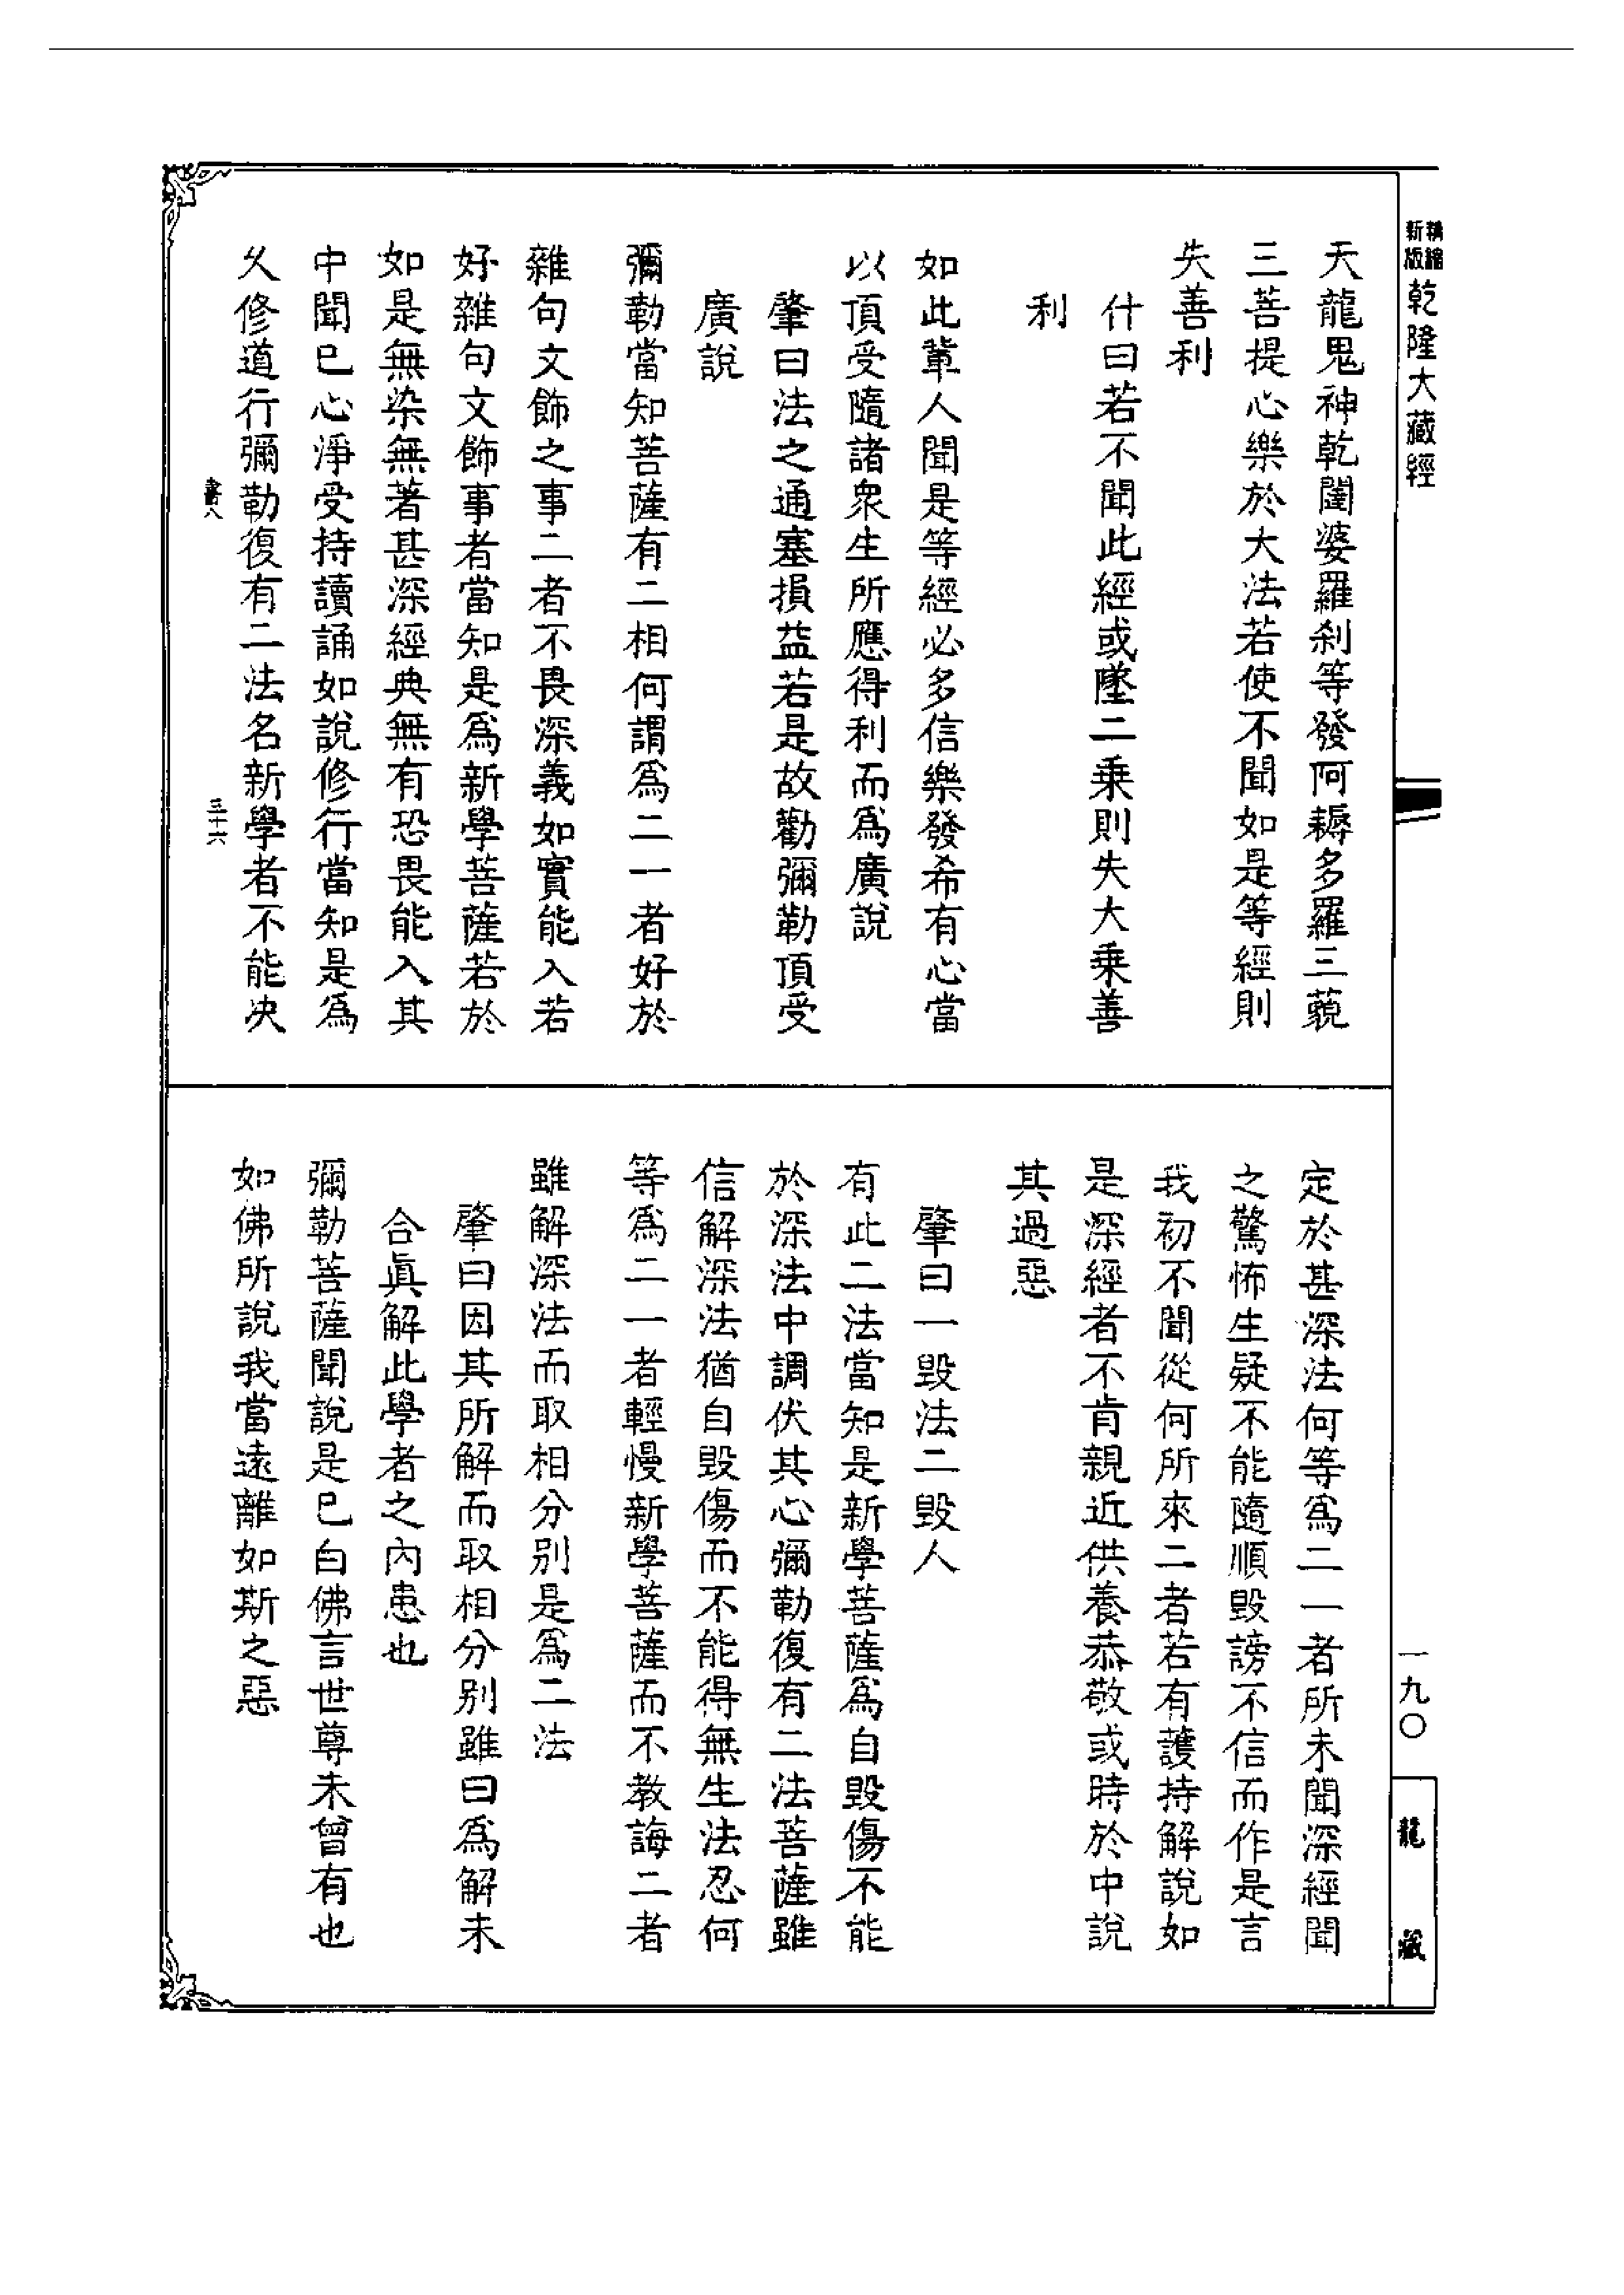 新版
精縮
乾隆大藏經
天龍鬼神乾闥婆羅刹等發阿耨多羅三藐
三菩提心樂於大法若使不聞如是等經則
失善利
什曰若不聞此經或墜二乘則失大乘善
利
如此輩人聞是等經必多信樂發希有心當
以頂受隨諸衆生所應得利而爲廣說
肇曰法之通塞損益若是故勸彌勒頂受
廣說
彌勒當知菩薩有二相何謂爲二一者好於
雜句文飾之事二者不畏深義如實能入若
好雜句文飾事者當知是爲新學菩薩若於
如是無染無著甚深經典無有恐畏能入其
中聞已心淨受持讀誦如說修行當知是爲
久修道行彌勒復有二法名新學者不能決
書八
三十六
定於甚深法何等爲二一者所未聞深經聞
之驚怖生疑不能隨順毀謗不信而作是言
我初不聞從何所來二者若有護持解說如
是深經者不肯親近供養恭敬或時於中說
其過惡
肇曰一毀法二毀人
有此二法當知是新學菩薩爲自毀傷不能
於深法中調伏其心彌勒復有二法菩薩雖
信解深法猶自毀傷而不能得無生法忍何
等爲二一者輕慢新學菩薩而不教誨二者
雖解深法而取相分別是爲二法
肇曰因其所解而取相分別雖曰爲解未
合眞解此學者之內患也
彌勒菩薩聞說是已白佛言世尊未曾有也
如佛所說我當遠離如斯之惡
一九〇
龍藏